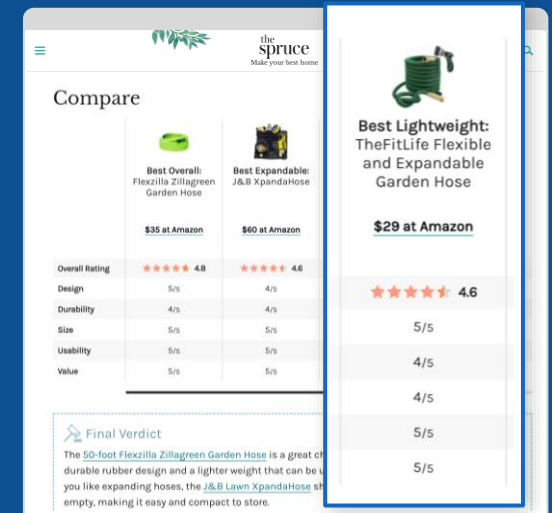 the
spruce
Make your best home
Compare
Best Overall:
Flexzilla Zillagreen
Garden Hose
$35 at Amazon
Best Expandable:
J&B XpandaHose
$60 at Amazon
Best Lightweight:
TheFitLife Flexible
and Expandable
Garden Hose
$29 at Amazon
Overall Rating 4.8 4.6 4.6
Design 5/5 4/5 5/5
Durability 4/5 4/5 4/5
Size 5/5 5/5 4/5
Usability 5/5 5/5 5/5
Value 5/5 5/5 5/5
Final Verdict
The 50-foot Flexzilla Zillagreen Garden Hose is a great
durable rubber design and a lighter weight that can be
you like expanding hoses, the J&B Lawn XpandaHose
empty, making it easy and compact to store.